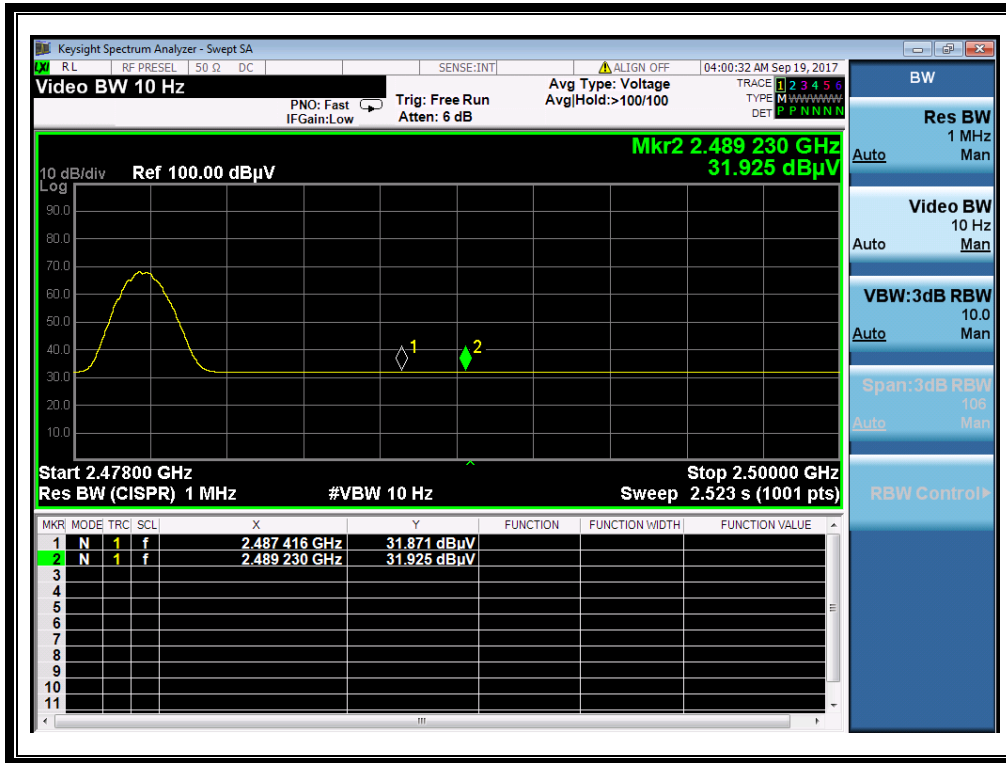 Keysight Spectrum Analyzer - Swept SA
RL RF PRESEL 50 Ω DC SENSE:INT ALIGN OFF 04:00:32 AM Sep 19, 2017
Video BW 10 Hz
PNO: Fast
IFGain:Low
Trig: Free Run
Atten: 6 dB
Avg Type: Voltage
Avg|Hold:>100/100
TRACE 1 2 3 4 5 6
TYPE M WWWWW
DET P P N N N N
Mkr2 2.489 230 GHz
31.925 dBµV
10 dB/div Ref 100.00 dBµV
Log
90.0
80.0
70.0
60.0
50.0
40.0
30.0
20.0
10.0
1
2
Start 2.47800 GHz Stop 2.50000 GHz
Res BW (CISPR) 1 MHz #VBW 10 Hz Sweep 2.523 s (1001 pts)
MKR MODE TRC SCL X Y FUNCTION FUNCTION WIDTH FUNCTION VALUE
1 N 1 f 2.487 416 GHz 31.871 dBµV
2 N 1 f 2.489 230 GHz 31.925 dBµV
3
4
5
6
7
8
9
10
11
BW
Res BW
1 MHz
Auto Man
Video BW
10 Hz
Auto Man
VBW:3dB RBW
10.0
Auto Man
Span:3dB RBW
106
Auto Man
RBW Control